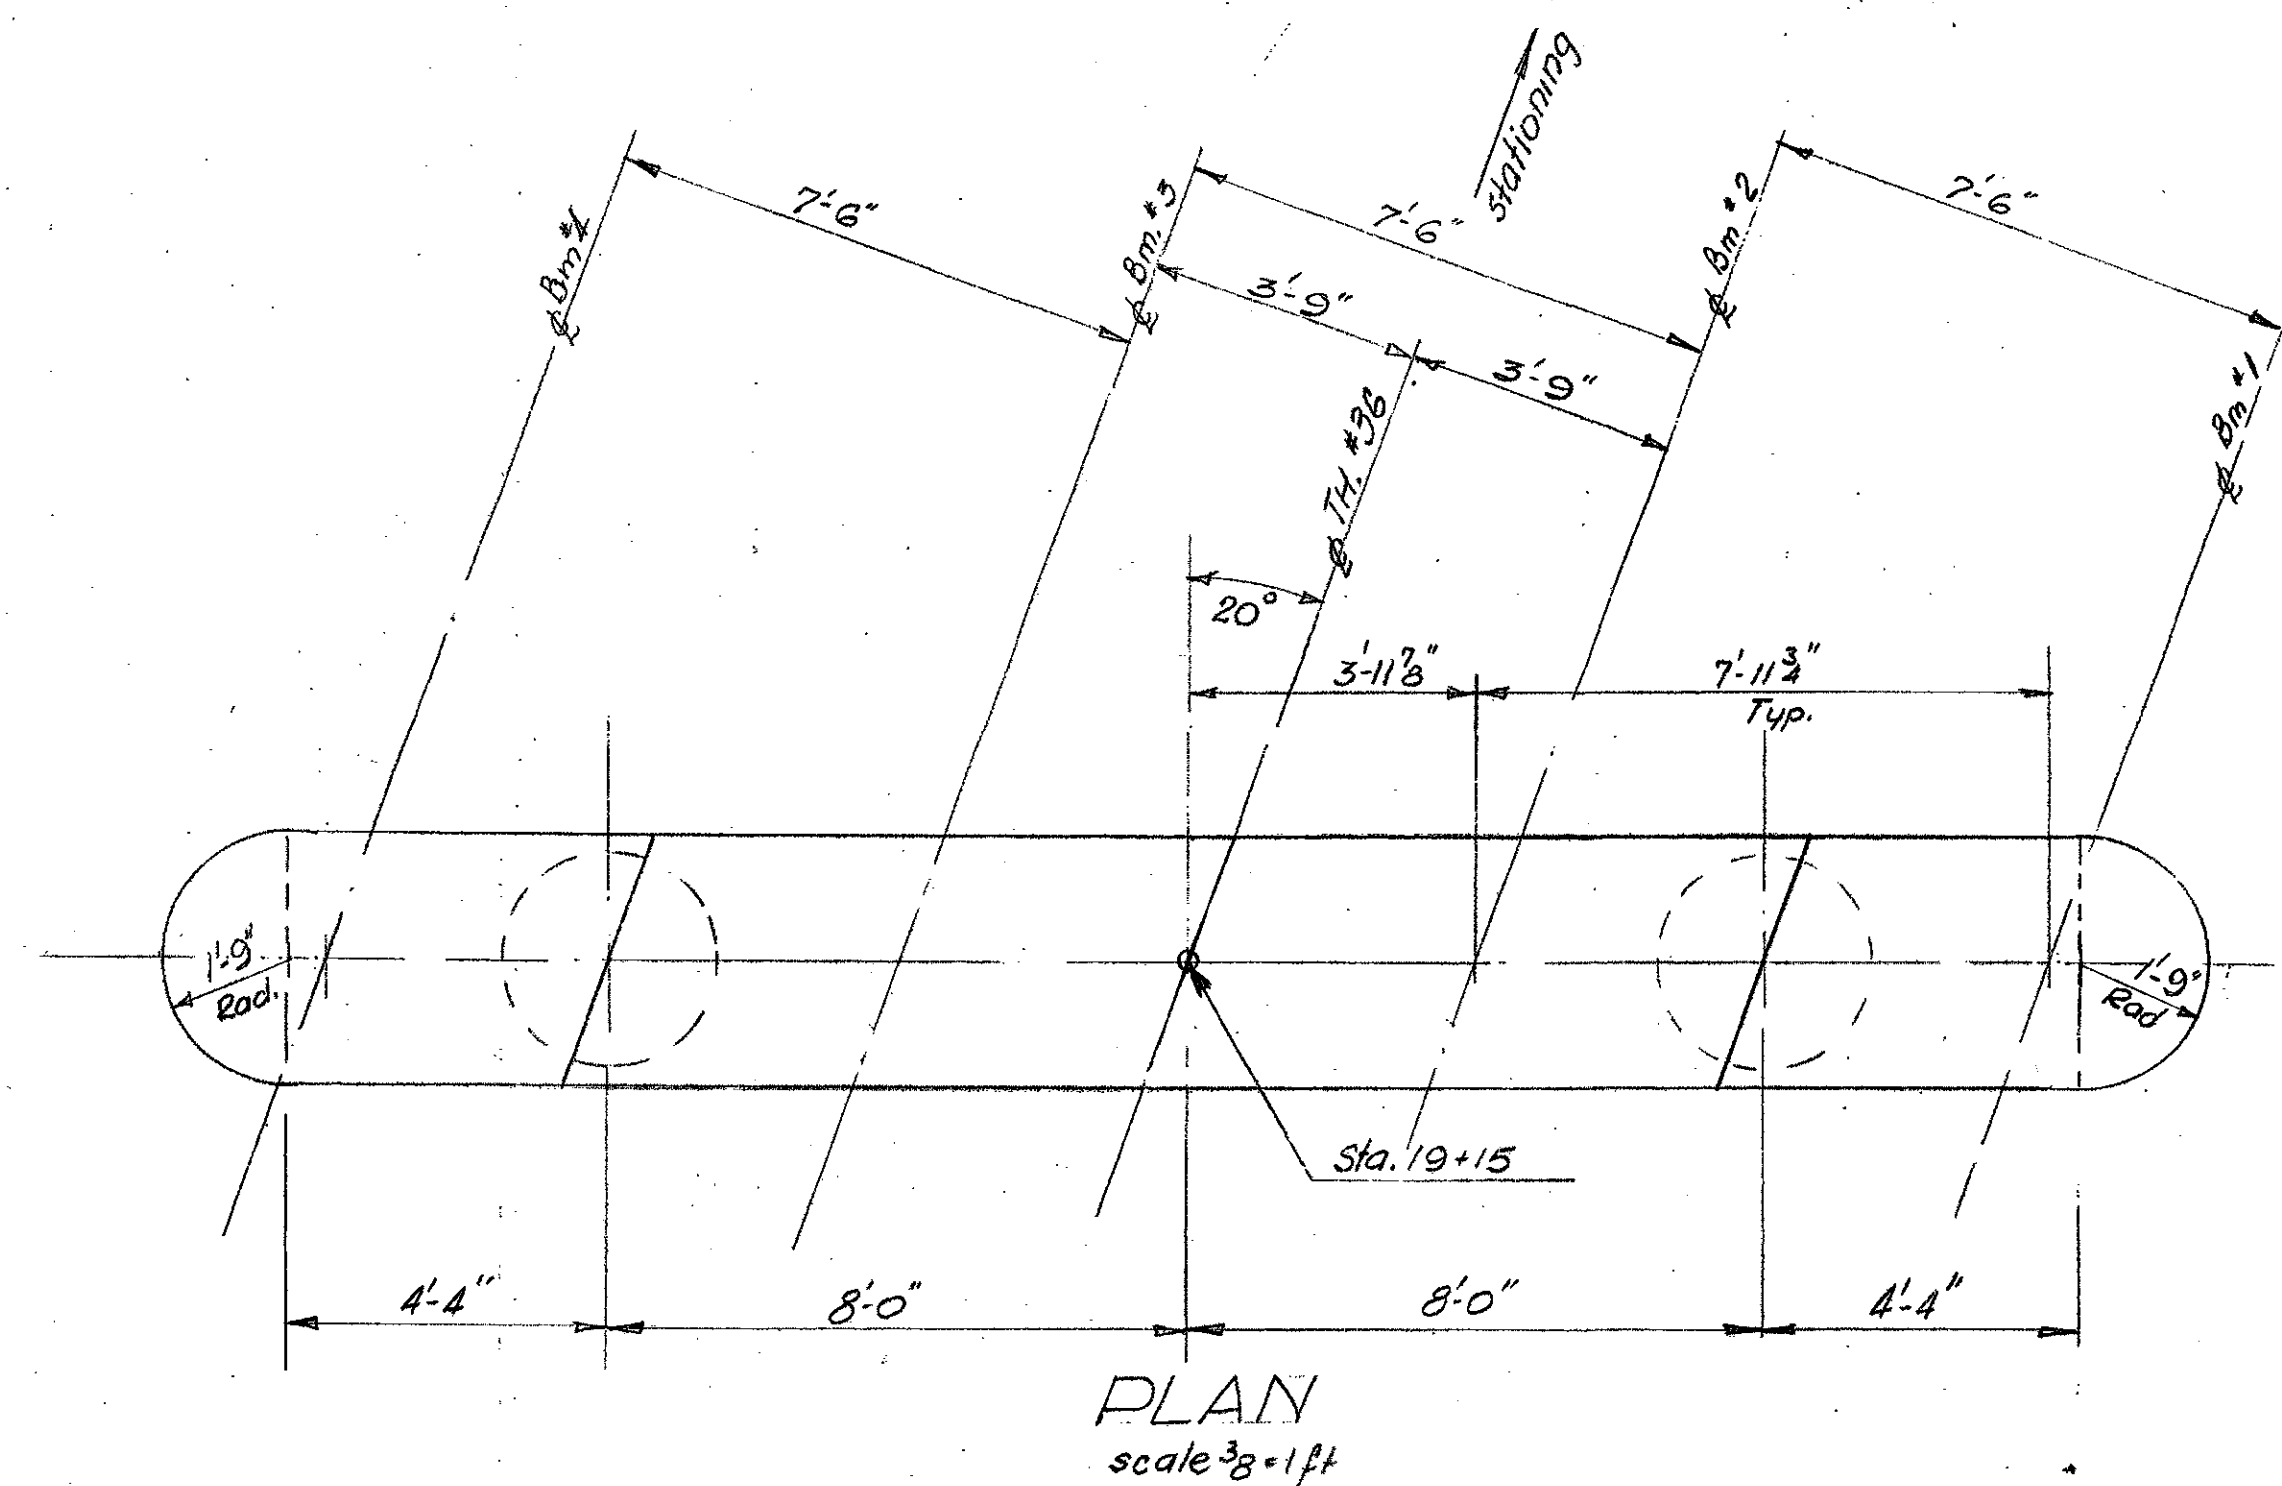 stationing
7'-6"
7'-6"
7'-6"
℄ Bm #4
℄ Bm. #3
℄ Bm. #2
℄ Bm #1
3'-9"
3'-9"
℄ TH. #36
20°
3'-11 7/8"
7'-11 3/4"
Typ.
1'-9"
Rad.
1'-9"
Rad
Sta. 19+15
4'-4"
8'-0"
8'-0"
4'-4"
PLAN
scale 3/8=1ft